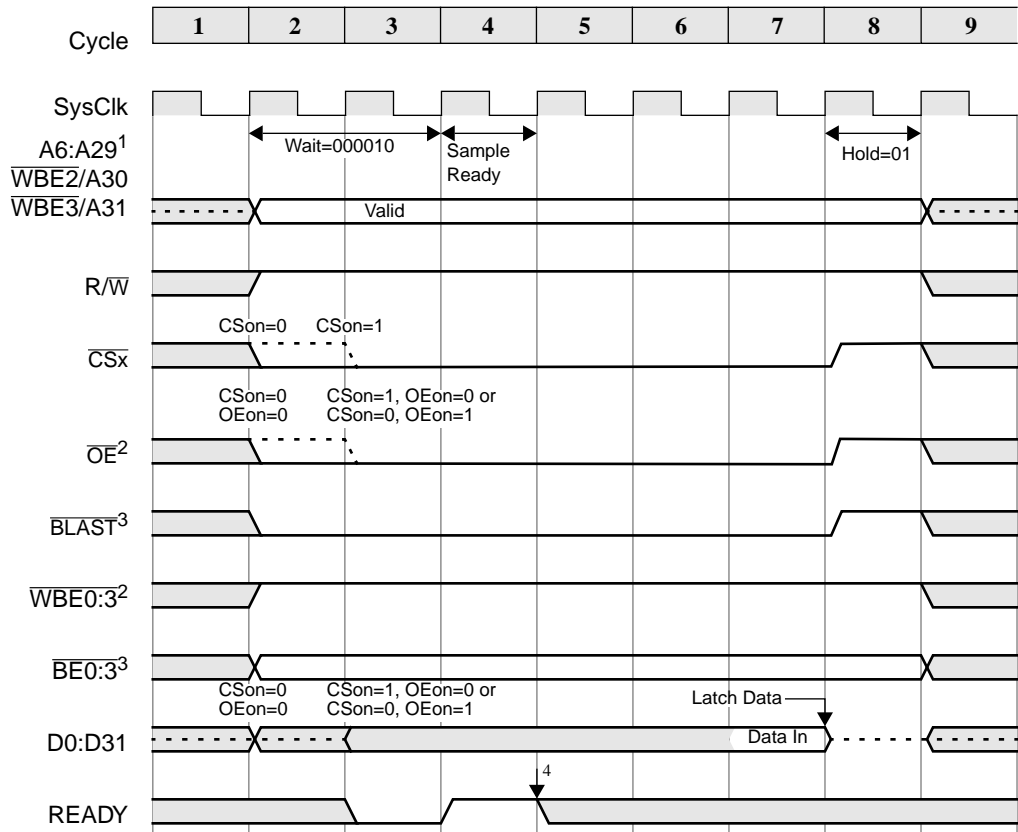 Cycle 1 2 3 4 5 6 7 8 9
SysClk
Wait=000010
Sample
Ready
Hold=01
A6:A29¹
WBE2/A30
WBE3/A31
Valid
R/W
CSon=0 CSon=1
CSx
CSon=0 CSon=1, OEon=0 or
OEon=0 CSon=0, OEon=1
OE²
BLAST³
WBE0:3²
BE0:3³
CSon=0 CSon=1, OEon=0 or
OEon=0 CSon=0, OEon=1
Latch Data
D0:D31
Data In
4
READY